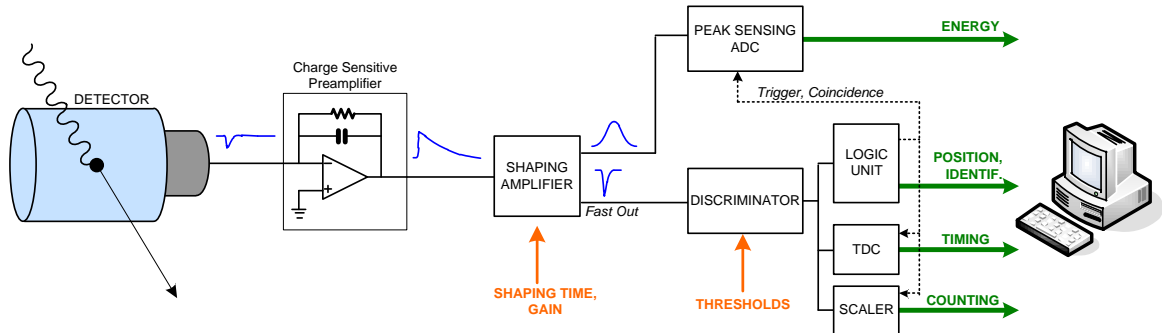 DETECTOR
Charge Sensitive
Preamplifier
SHAPING
AMPLIFIER
Fast Out
SHAPING TIME,
GAIN
PEAK SENSING
ADC
ENERGY
Trigger, Coincidence
DISCRIMINATOR
THRESHOLDS
LOGIC
UNIT
POSITION,
IDENTIF.
TDC
TIMING
SCALER
COUNTING